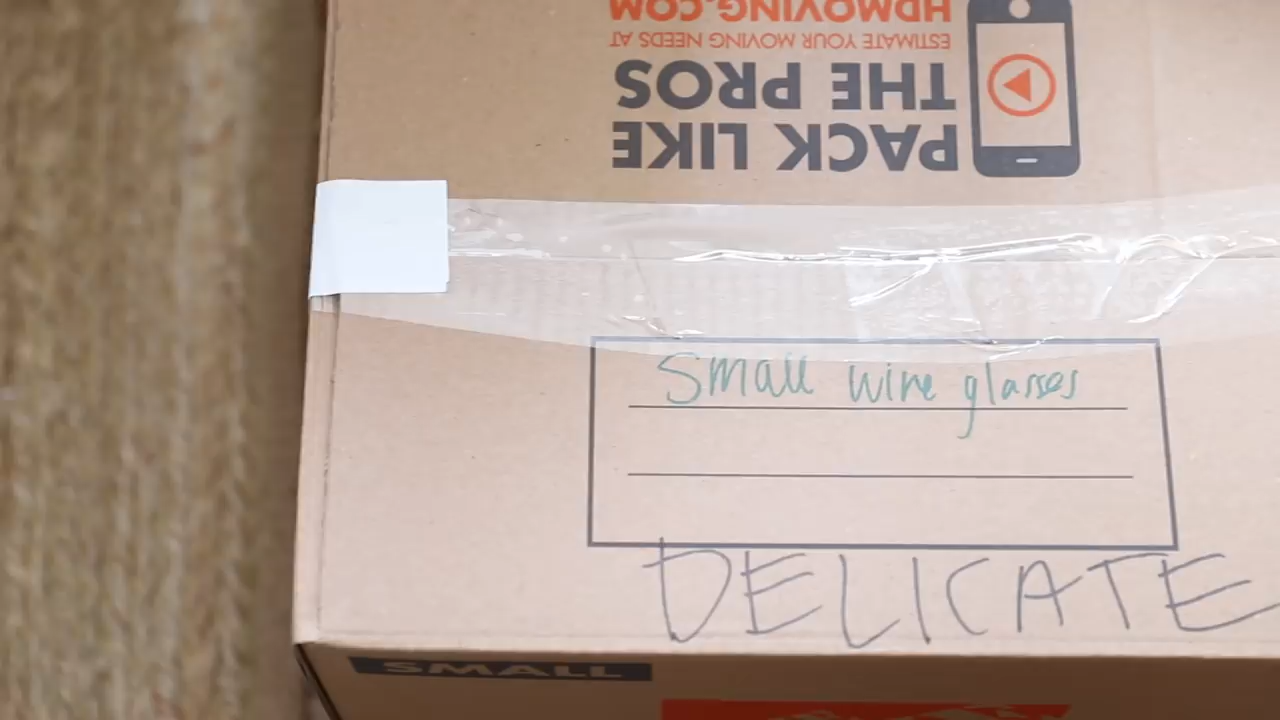 HDMOVING.COM
ESTIMATE YOUR MOVING NEEDS AT
THE PROS
PACK LIKE
Small wine glasses
DELICATE
SMALL